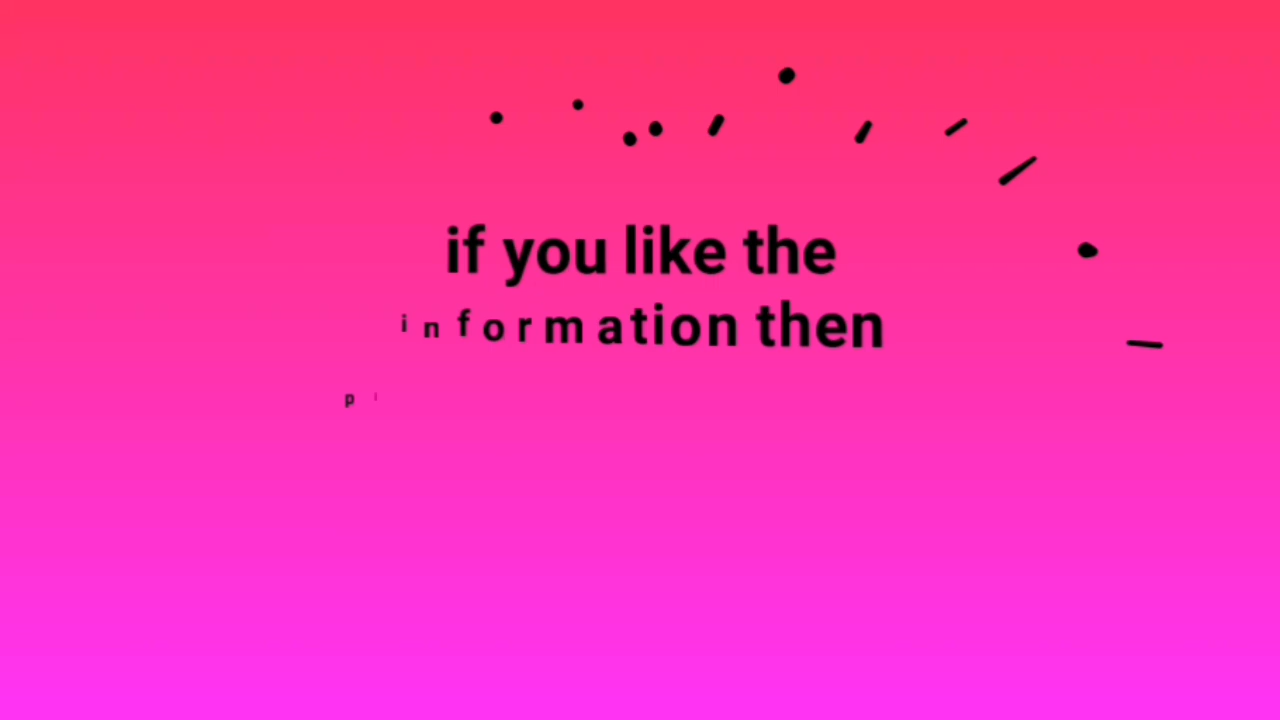 if you like the
information then